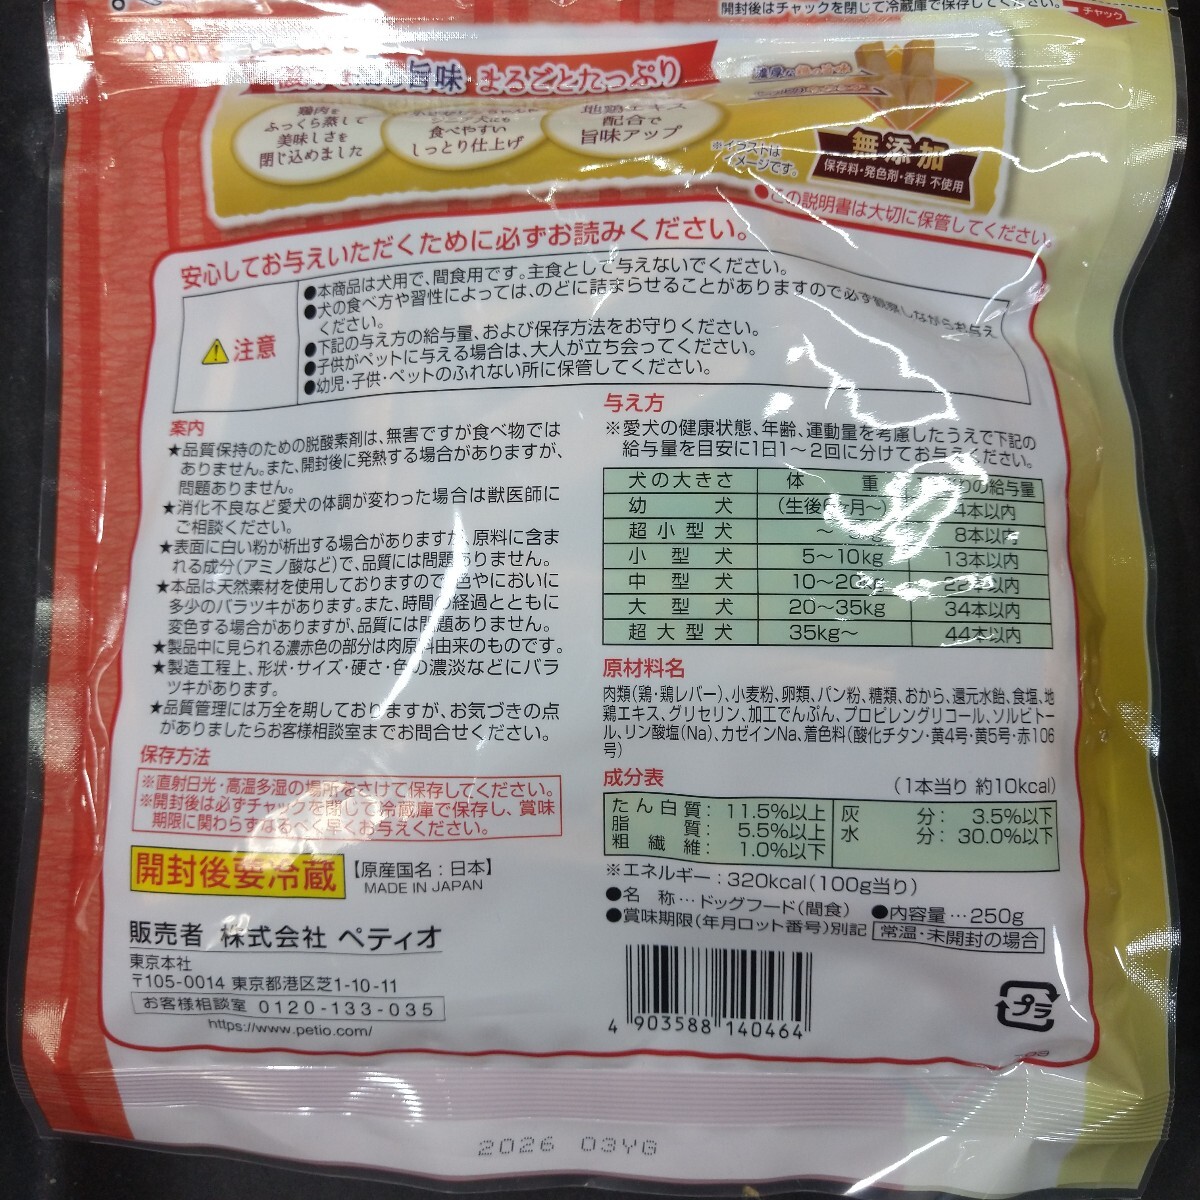 開封後はチャックを閉じて冷蔵庫で保存してください。
チャック
旨味 まるごとたっぷり
鶏肉を
ふっくら蒸して
美味しさを
閉じ込めました
食べやすい
しっとり仕上げ
地鶏エキス
配合で
旨味アップ
※イラストは
イメージです。
無添加
保存料・発色剤・香料 不使用
●この説明書は大切に保管してください。
安心してお与えいただくために必ずお読みください。
注意
●本商品は犬用で、間食用です。主食として与えないでください。
●犬の食べ方や習性によっては、のどに詰まらせることがありますので必ず観察しながらお与え
ください。
●下記の与え方の給与量、および保存方法をお守りください。
●子供がペットに与える場合は、大人が立ち会ってください。
●幼児・子供・ペットのふれない所に保管してください。
案内
★品質保持のための脱酸素剤は、無害ですが食べ物では
ありません。また、開封後に発熱する場合がありますが、
問題ありません。
★消化不良など愛犬の体調が変わった場合は獣医師に
ご相談ください。
★表面に白い粉が析出する場合がありますが、原料に含ま
れる成分(アミノ酸など)で、品質には問題ありません。
★本品は天然素材を使用しておりますので、色やにおいに
多少のバラツキがあります。また、時間の経過とともに
変色する場合がありますが、品質には問題ありません。
★製品中に見られる濃赤色の部分は肉原料由来のものです。
★製造工程上、形状・サイズ・硬さ・色の濃淡などにバラ
ツキがあります。
★品質管理には万全を期しておりますが、お気づきの点
がありましたらお客様相談室までお問合せください。
保存方法
※直射日光・高温多湿の場所をさけて保存してください。
※開封後は必ずチャックを閉じて冷蔵庫で保存し、賞味
期限に関わらずなるべく早くお与えください。
開封後要冷蔵
【原産国名：日本】
MADE IN JAPAN
販売者 株式会社 ペティオ
東京本社
〒105-0014 東京都港区芝1-10-11
お客様相談室 0120-133-035
https://www.petio.com/
与え方
※愛犬の健康状態、年齢、運動量を考慮したうえで下記の
給与量を目安に1日1～2回に分けてお与えください。
犬の大きさ 体 重 の給与量
幼 犬 (生後 ヶ月～) 4本以内
超小型犬 ～ 8本以内
小型犬 5～10kg 13本以内
中型犬 10～20kg 22本以内
大型犬 20～35kg 34本以内
超大型犬 35kg～ 44本以内
原材料名
肉類(鶏・鶏レバー)、小麦粉、卵類、パン粉、糖類、おから、還元水飴、食塩、地
鶏エキス、グリセリン、加工でんぷん、プロピレングリコール、ソルビトー
ル、リン酸塩(Na)、カゼインNa、着色料(酸化チタン・黄4号・黄5号・赤106
号)
成分表 (1本当り 約10kcal)
たん白質：11.5%以上 灰 分：3.5%以下
脂 質：5.5%以上 水 分：30.0%以下
粗繊維：1.0%以下
※エネルギー：320kcal(100g当り)
●名 称…ドッグフード(間食) ●内容量…250g
●賞味期限(年月ロット番号)別記 常温・未開封の場合
4 903588 140464
プラ
2026 03YG